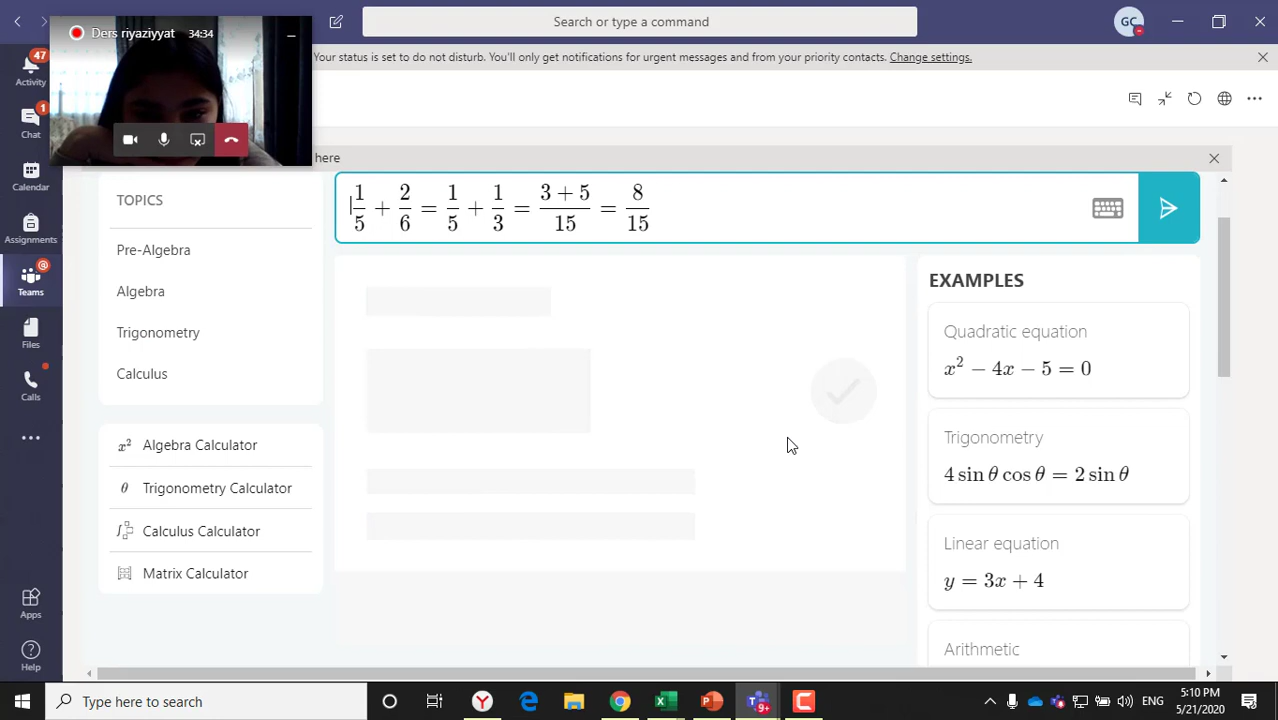 Search or type a command
GC
Ders riyaziyyat 34:34
Your status is set to do not disturb. You'll only get notifications for urgent messages and from your priority contacts. Change settings.
47
Activity
1
Chat
Calendar
Assignments
@
Teams
Files
Calls
Apps
Help
here
TOPICS
Pre-Algebra
Algebra
Trigonometry
Calculus
x² Algebra Calculator
θ Trigonometry Calculator
Calculus Calculator
Matrix Calculator
1/5 + 2/6 = 1/5 + 1/3 = (3 + 5)/15 = 8/15
EXAMPLES
Quadratic equation
x² − 4x − 5 = 0
Trigonometry
4 sin θ cos θ = 2 sin θ
Linear equation
y = 3x + 4
Arithmetic
Type here to search
9+
ENG
5:10 PM
5/21/2020